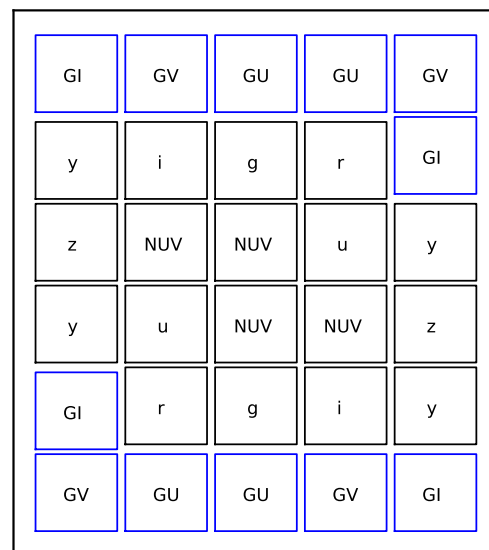 GI GV GU GU GV
y i g r GI
z NUV NUV u y
y u NUV NUV z
GI r g i y
GV GU GU GV GI